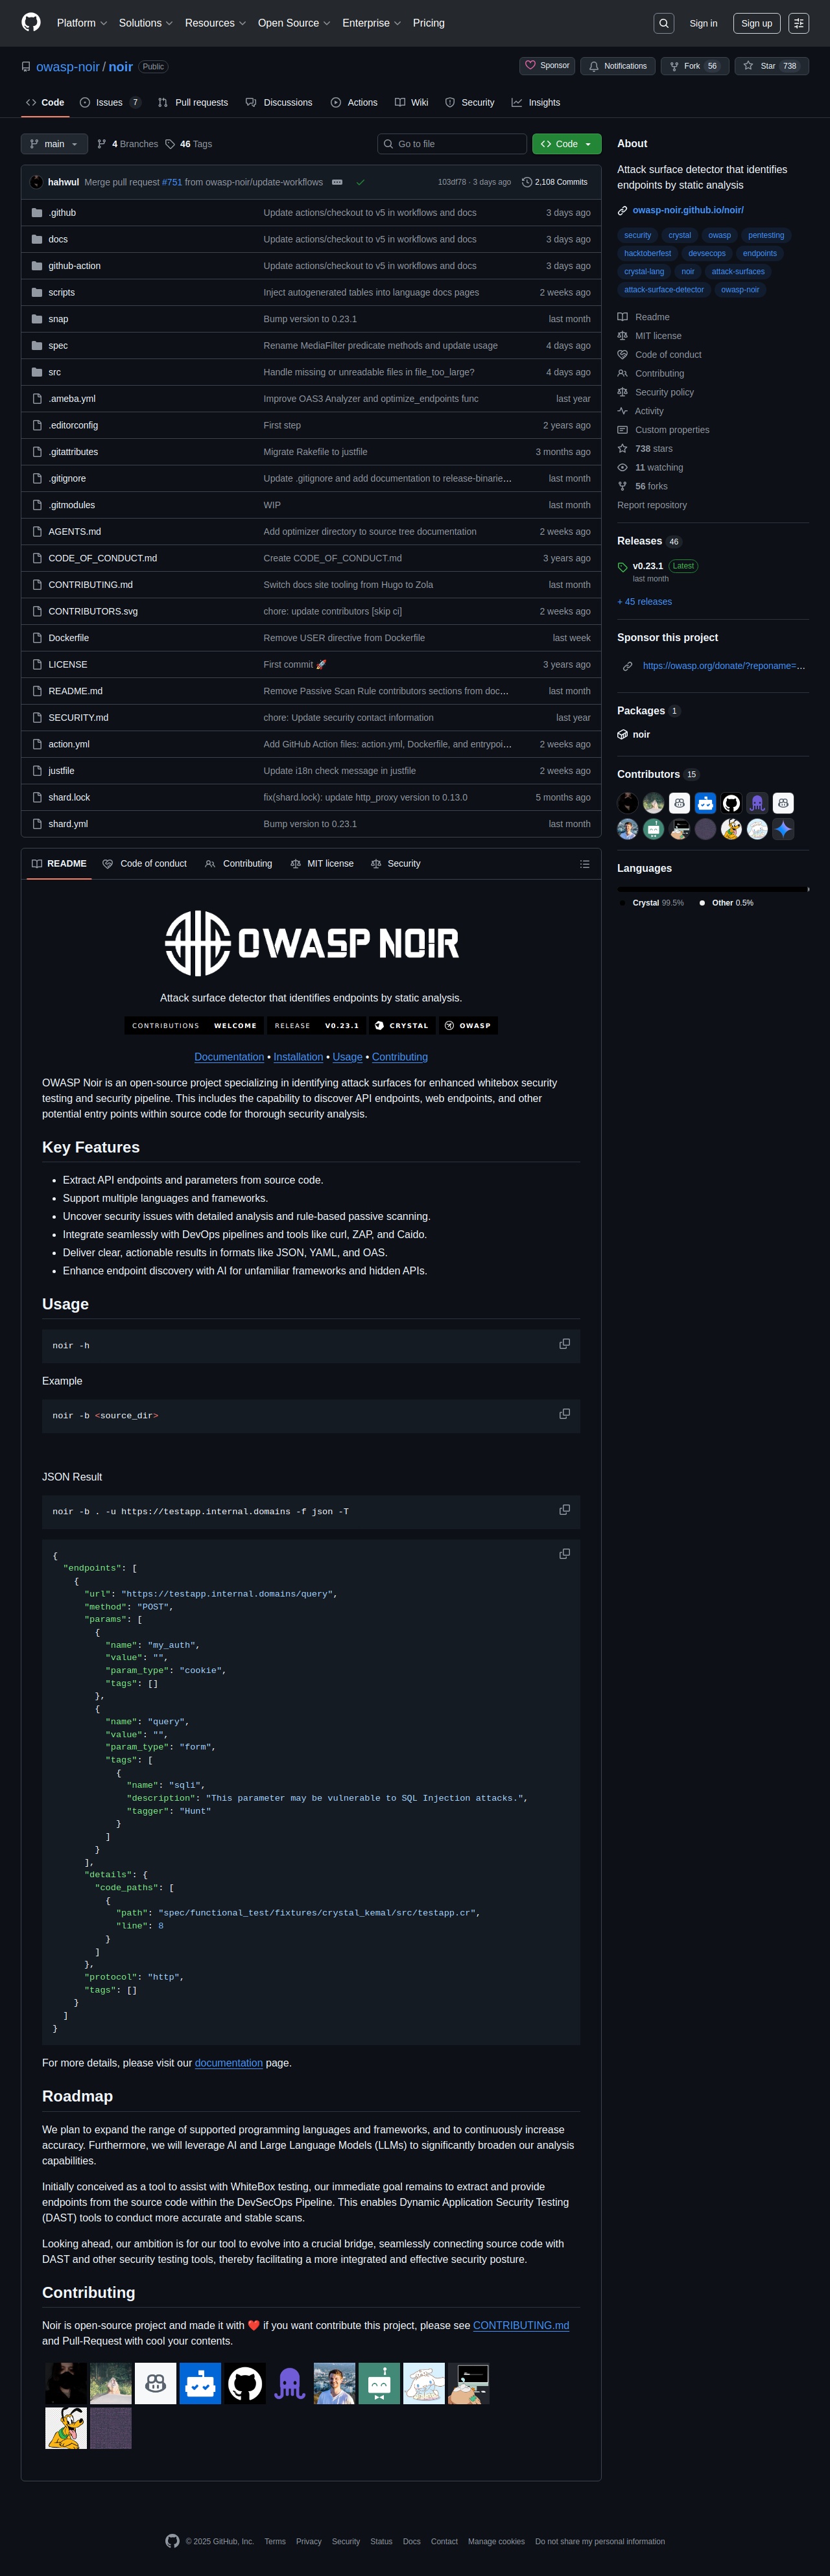 Platform Solutions Resources Open Source Enterprise Pricing Sign in Sign up
owasp-noir / noir Public Sponsor Notifications Fork 56 Star 738
Code Issues 7 Pull requests Discussions Actions Wiki Security Insights
main 4 Branches 46 Tags Go to file Code
hahwul Merge pull request #751 from owasp-noir/update-workflows 103df78 · 3 days ago 2,108 Commits
.github Update actions/checkout to v5 in workflows and docs 3 days ago
docs Update actions/checkout to v5 in workflows and docs 3 days ago
github-action Update actions/checkout to v5 in workflows and docs 3 days ago
scripts Inject autogenerated tables into language docs pages 2 weeks ago
snap Bump version to 0.23.1 last month
spec Rename MediaFilter predicate methods and update usage 4 days ago
src Handle missing or unreadable files in file_too_large? 4 days ago
.ameba.yml Improve OAS3 Analyzer and optimize_endpoints func last year
.editorconfig First step 2 years ago
.gitattributes Migrate Rakefile to justfile 3 months ago
.gitignore Update .gitignore and add documentation to release-binarie… last month
.gitmodules WIP last month
AGENTS.md Add optimizer directory to source tree documentation 2 weeks ago
CODE_OF_CONDUCT.md Create CODE_OF_CONDUCT.md 3 years ago
CONTRIBUTING.md Switch docs site tooling from Hugo to Zola last month
CONTRIBUTORS.svg chore: update contributors [skip ci] 2 weeks ago
Dockerfile Remove USER directive from Dockerfile last week
LICENSE First commit 🚀 3 years ago
README.md Remove Passive Scan Rule contributors sections from doc… last month
SECURITY.md chore: Update security contact information last year
action.yml Add GitHub Action files: action.yml, Dockerfile, and entrypoi… 2 weeks ago
justfile Update i18n check message in justfile 2 weeks ago
shard.lock fix(shard.lock): update http_proxy version to 0.13.0 5 months ago
shard.yml Bump version to 0.23.1 last month
README Code of conduct Contributing MIT license Security
OWASP NOIR
Attack surface detector that identifies endpoints by static analysis.
CONTRIBUTIONS WELCOME RELEASE V0.23.1 CRYSTAL OWASP
Documentation • Installation • Usage • Contributing
OWASP Noir is an open-source project specializing in identifying attack surfaces for enhanced whitebox security
testing and security pipeline. This includes the capability to discover API endpoints, web endpoints, and other
potential entry points within source code for thorough security analysis.
Key Features
• Extract API endpoints and parameters from source code.
• Support multiple languages and frameworks.
• Uncover security issues with detailed analysis and rule-based passive scanning.
• Integrate seamlessly with DevOps pipelines and tools like curl, ZAP, and Caido.
• Deliver clear, actionable results in formats like JSON, YAML, and OAS.
• Enhance endpoint discovery with AI for unfamiliar frameworks and hidden APIs.
Usage
noir -h
Example
noir -b <source_dir>
JSON Result
noir -b . -u https://testapp.internal.domains -f json -T
{
"endpoints": [
{
"url": "https://testapp.internal.domains/query",
"method": "POST",
"params": [
{
"name": "my_auth",
"value": "",
"param_type": "cookie",
"tags": []
},
{
"name": "query",
"value": "",
"param_type": "form",
"tags": [
{
"name": "sqli",
"description": "This parameter may be vulnerable to SQL Injection attacks.",
"tagger": "Hunt"
}
]
}
],
"details": {
"code_paths": [
{
"path": "spec/functional_test/fixtures/crystal_kemal/src/testapp.cr",
"line": 8
}
]
},
"protocol": "http",
"tags": []
}
]
}
For more details, please visit our documentation page.
Roadmap
We plan to expand the range of supported programming languages and frameworks, and to continuously increase
accuracy. Furthermore, we will leverage AI and Large Language Models (LLMs) to significantly broaden our analysis
capabilities.
Initially conceived as a tool to assist with WhiteBox testing, our immediate goal remains to extract and provide
endpoints from the source code within the DevSecOps Pipeline. This enables Dynamic Application Security Testing
(DAST) tools to conduct more accurate and stable scans.
Looking ahead, our ambition is for our tool to evolve into a crucial bridge, seamlessly connecting source code with
DAST and other security testing tools, thereby facilitating a more integrated and effective security posture.
Contributing
Noir is open-source project and made it with ❤️ if you want contribute this project, please see CONTRIBUTING.md
and Pull-Request with cool your contents.
About
Attack surface detector that identifies
endpoints by static analysis
owasp-noir.github.io/noir/
security crystal owasp pentesting
hacktoberfest devsecops endpoints
crystal-lang noir attack-surfaces
attack-surface-detector owasp-noir
Readme
MIT license
Code of conduct
Contributing
Security policy
Activity
Custom properties
738 stars
11 watching
56 forks
Report repository
Releases 46
v0.23.1 Latest
last month
+ 45 releases
Sponsor this project
https://owasp.org/donate/?reponame=…
Packages 1
noir
Contributors 15
Languages
Crystal 99.5% Other 0.5%
© 2025 GitHub, Inc. Terms Privacy Security Status Docs Contact Manage cookies Do not share my personal information